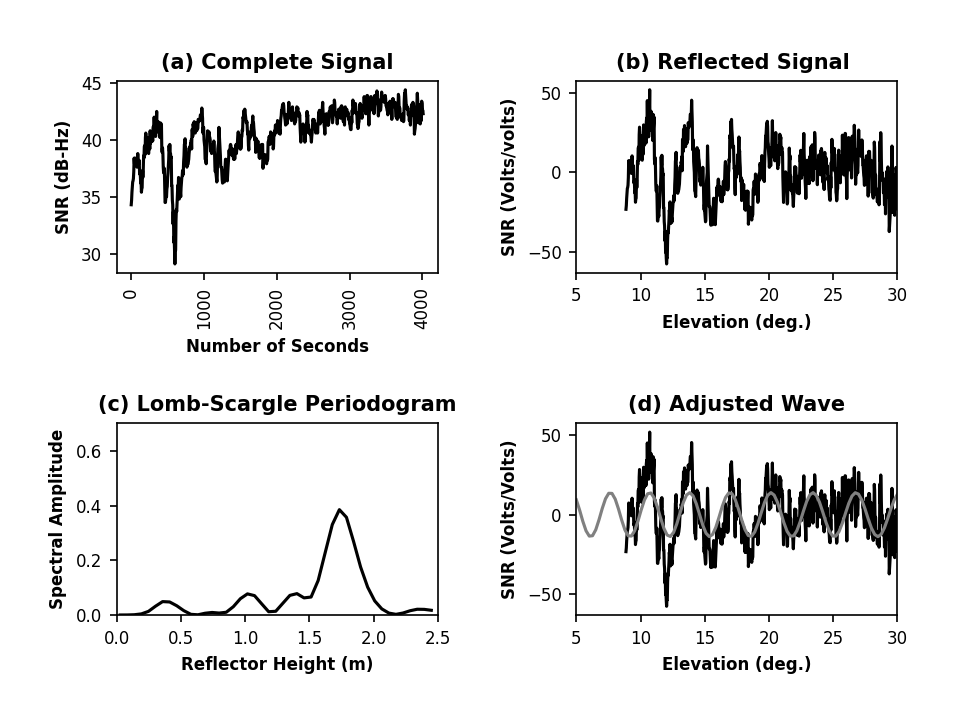 (a) Complete Signal
45
40
35
30
SNR (dB-Hz)
0
1000
2000
3000
4000
Number of Seconds
(b) Reflected Signal
50
0
−50
SNR (Volts/volts)
5 10 15 20 25 30
Elevation (deg.)
(c) Lomb-Scargle Periodogram
0.6
0.4
0.2
0.0
Spectral Amplitude
0.0 0.5 1.0 1.5 2.0 2.5
Reflector Height (m)
(d) Adjusted Wave
50
0
−50
SNR (Volts/Volts)
5 10 15 20 25 30
Elevation (deg.)